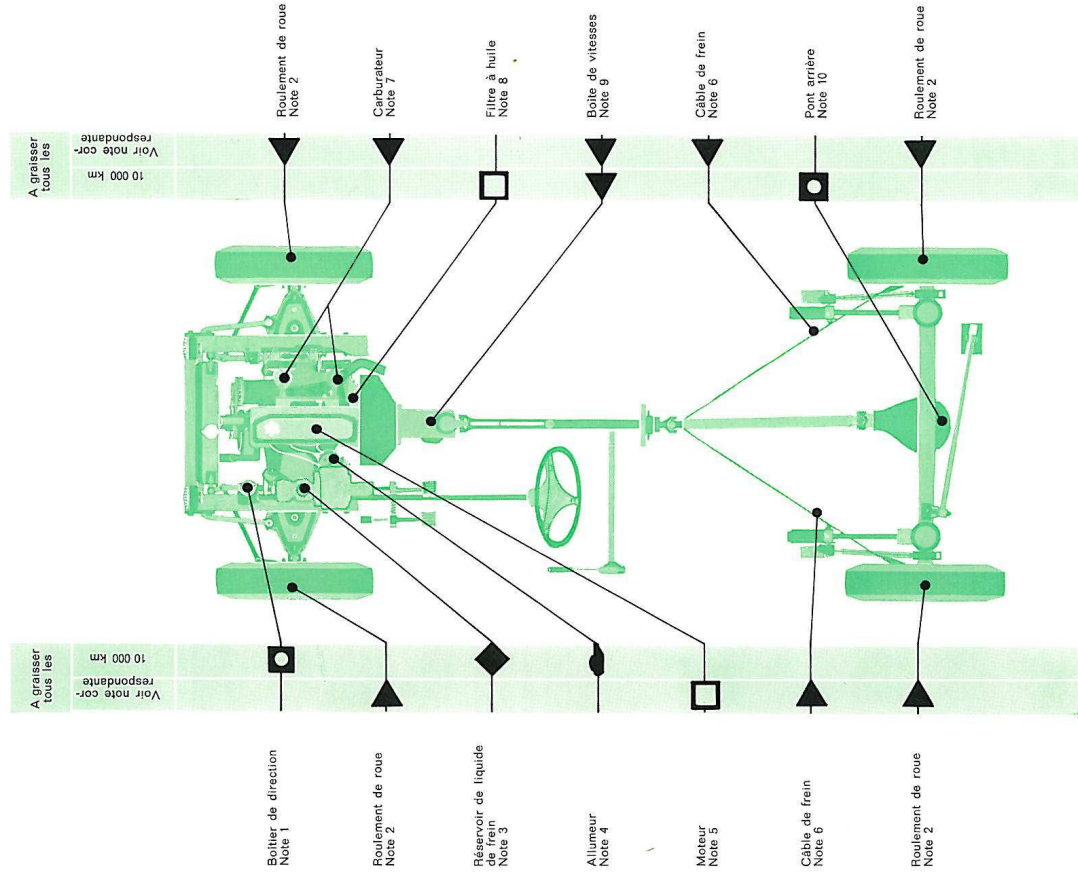 A graisser
tous les
10 000 km
Voir note cor-
respondante
Roulement de roue
Note 2
Carburateur
Note 7
Filtre à huile
Note 8
Boîte de vitesses
Note 9
Câble de frein
Note 6
Pont arrière
Note 10
Roulement de roue
Note 2
A graisser
tous les
10 000 km
Voir note cor-
respondante
Boîtier de direction
Note 1
Roulement de roue
Note 2
Réservoir de liquide
de frein
Note 3
Allumeur
Note 4
Moteur
Note 5
Câble de frein
Note 6
Roulement de roue
Note 2